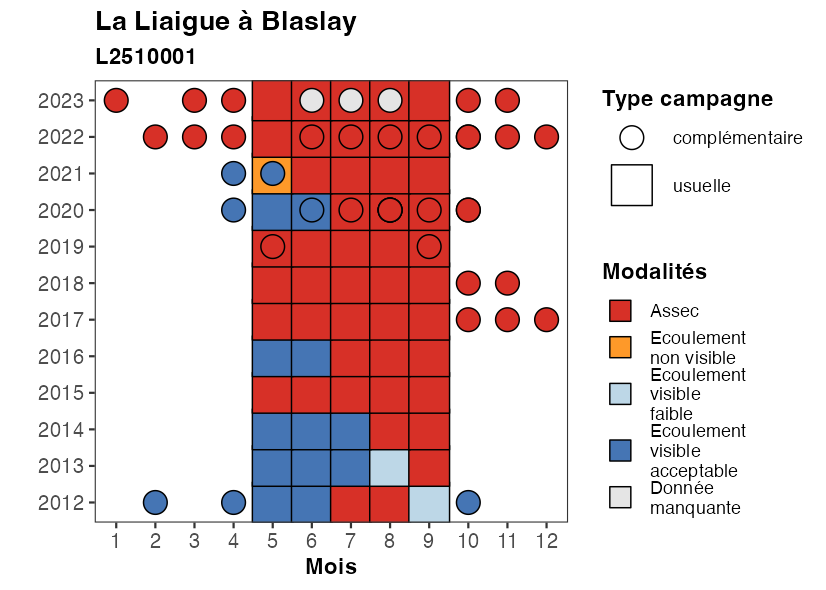 La Liaigue à Blaslay
L2510001
2023
2022
2021
2020
2019
2018
2017
2016
2015
2014
2013
2012
1 2 3 4 5 6 7 8 9 10 11 12
Mois
Type campagne
complémentaire
usuelle
Modalités
Assec
Ecoulement
non visible
Ecoulement
visible
faible
Ecoulement
visible
acceptable
Donnée
manquante